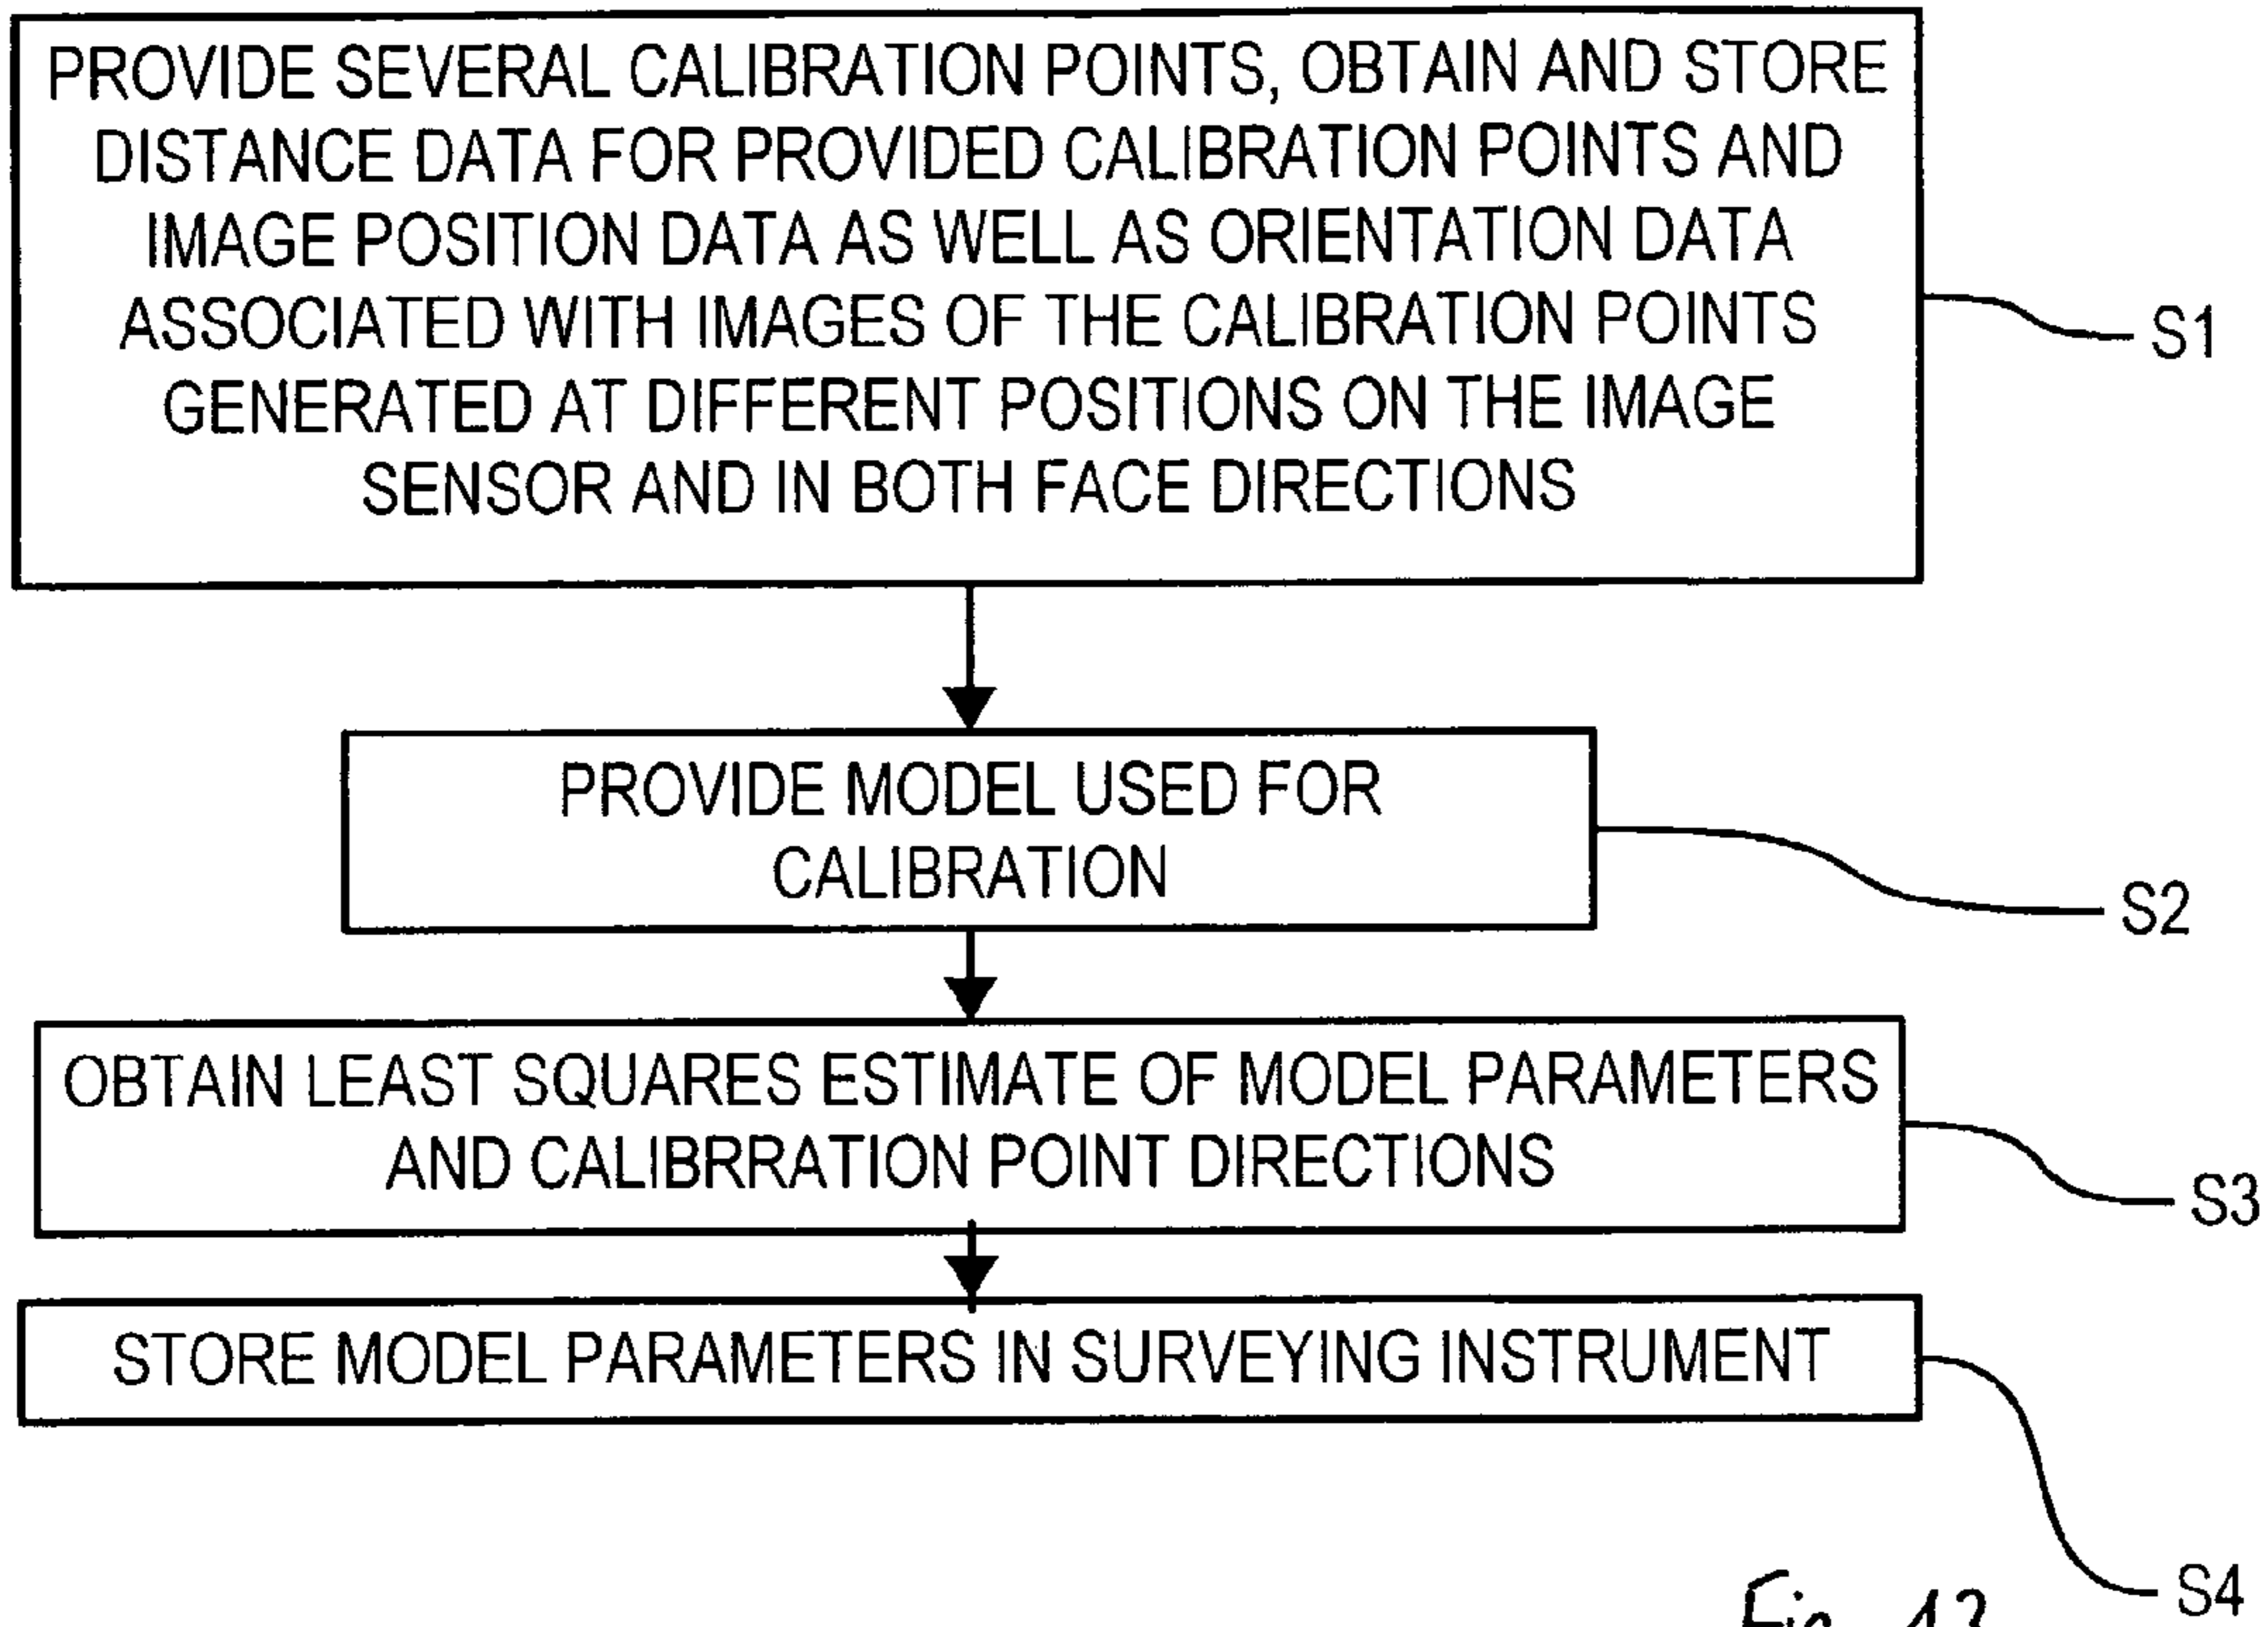 PROVIDE SEVERAL CALIBRATION POINTS, OBTAIN AND STORE
DISTANCE DATA FOR PROVIDED CALIBRATION POINTS AND
IMAGE POSITION DATA AS WELL AS ORIENTATION DATA
ASSOCIATED WITH IMAGES OF THE CALIBRATION POINTS
GENERATED AT DIFFERENT POSITIONS ON THE IMAGE
SENSOR AND IN BOTH FACE DIRECTIONS
S1
PROVIDE MODEL USED FOR
CALIBRATION
S2
OBTAIN LEAST SQUARES ESTIMATE OF MODEL PARAMETERS
AND CALIBRRATION POINT DIRECTIONS
S3
STORE MODEL PARAMETERS IN SURVEYING INSTRUMENT
S4
Fig.